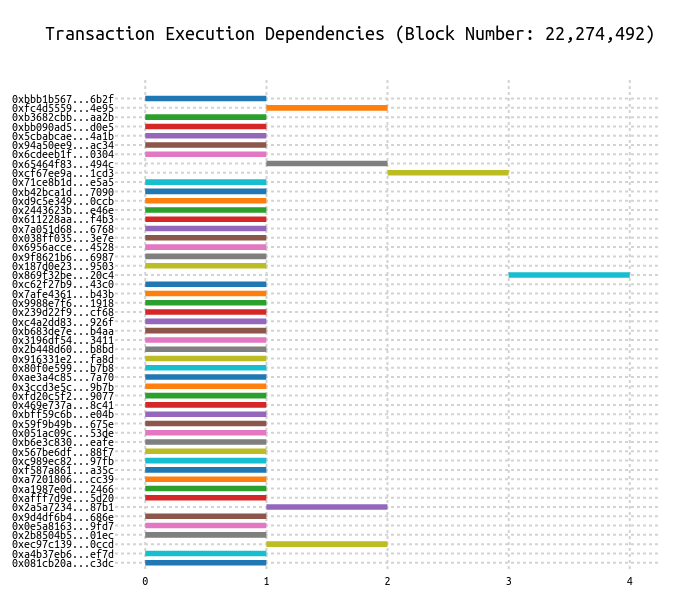 Transaction Execution Dependencies (Block Number: 22,274,492)
0xbbb1b567...6b2f
0xfc4d5559...4e95
0xb3682cbb...aa2b
0xbb090ad5...d0e5
0x5cbabcae...4a1b
0x94a50ee9...ac34
0x6cdeeb1f...0304
0x65464f83...494c
0xcf67ee9a...1cd3
0x71ce8b1d...e5a5
0xb42bca1d...7090
0xd9c5e349...0ccb
0x2443623b...e46e
0x611228aa...f4b3
0x7a051d68...6768
0x038ff035...3e7e
0x6956acce...4528
0x9f8621b6...6987
0x187d0e23...9503
0x869f32be...20c4
0xc62f27b9...43c0
0x7afe4361...b43b
0x9988e7f6...1918
0x239d22f9...cf68
0xc4a2dd83...926f
0xb683de7e...b4aa
0x3196df54...3411
0x2b448d60...b8bd
0x916331e2...fa8d
0x80f0e599...b7b8
0xae3a4c85...7a70
0x3ccd3e5c...9b7b
0xfd20c5f2...9077
0x469e737a...8c41
0xbff59c6b...e04b
0x59f9b49b...675e
0x051ac09c...53de
0xb6e3c830...eafe
0x567be6df...88f7
0xc989ec82...97fb
0xf587a861...a35c
0xa7201806...cc39
0xa1987e0d...2466
0xafff7d9e...5d20
0x2a5a7234...87b1
0x9d4df6b4...686e
0x0e5a8163...9fd7
0x2b8504b5...01ec
0xec97c139...0ccd
0xa4b37eb6...ef7d
0x081cb20a...c3dc
0 1 2 3 4